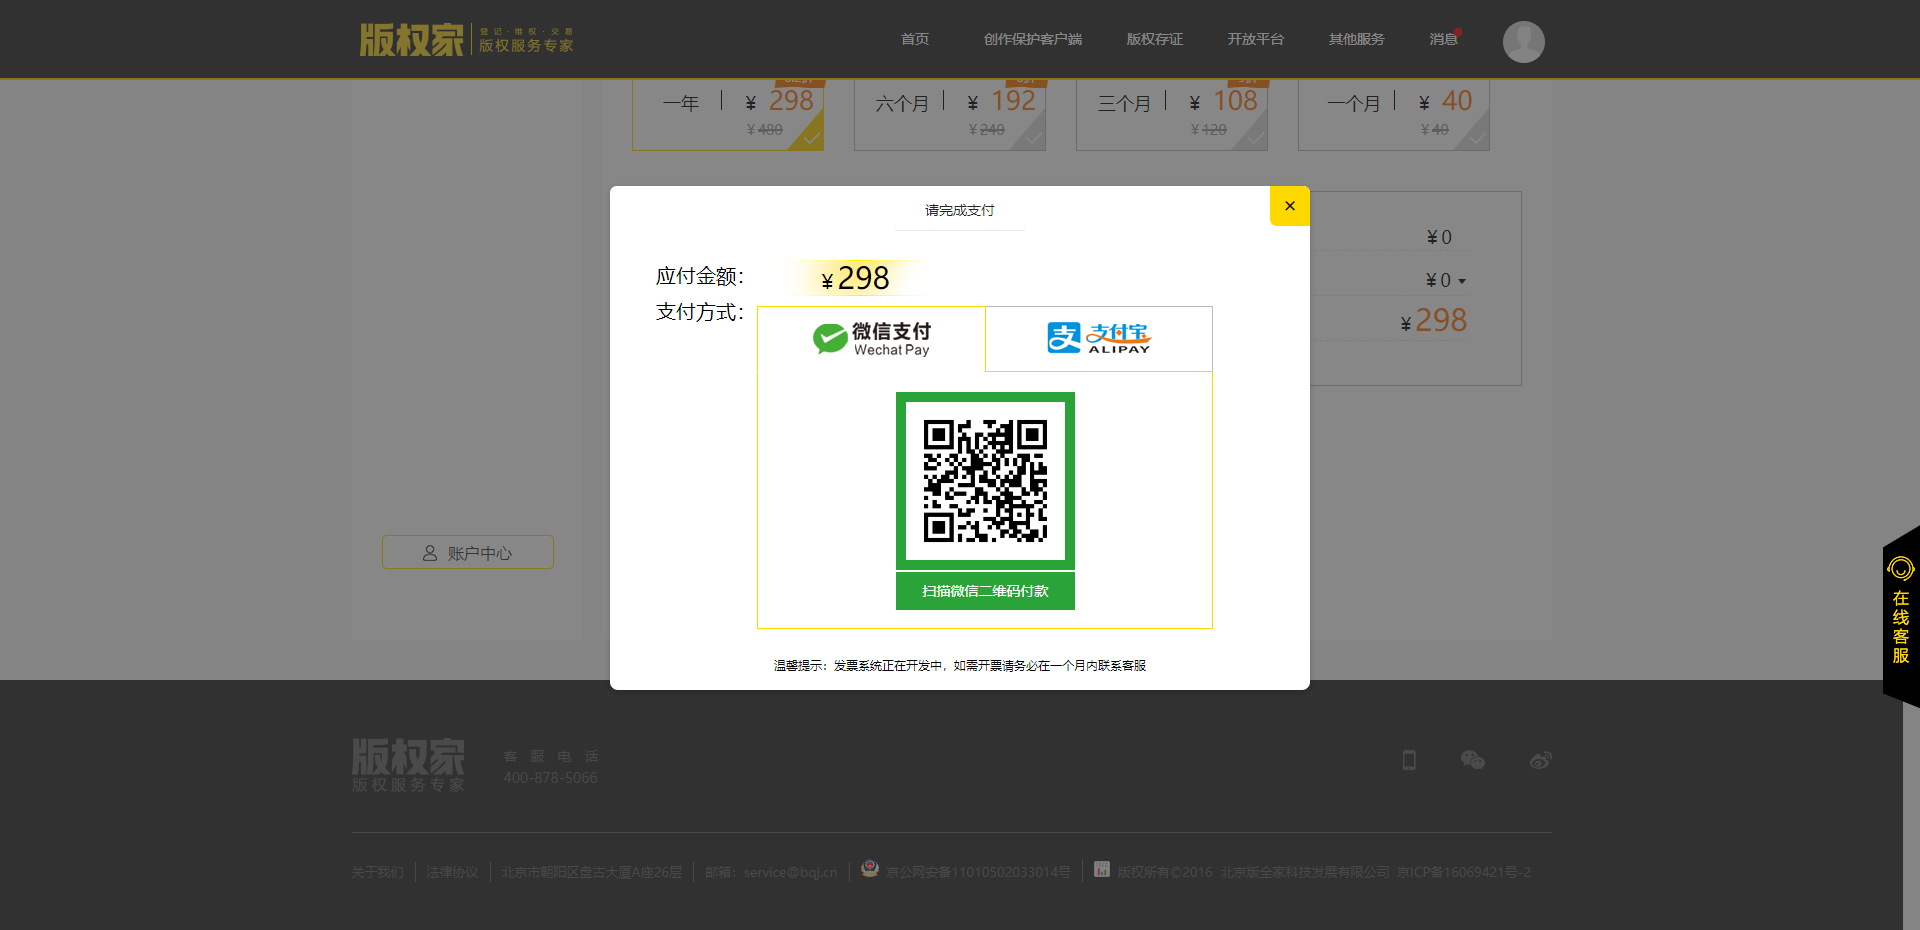 版权家
登记·维权·交易
版权服务专家
首页
创作保护客户端
版权存证
开放平台
其他服务
消息
一年 ¥ 298
¥480
六个月 ¥ 192
¥240
三个月 ¥ 108
¥120
一个月 ¥ 40
¥40
请完成支付
×
¥0
¥0
¥298
应付金额：
¥298
支付方式：
微信支付
Wechat Pay
支
支付宝
ALIPAY
扫描微信二维码付款
温馨提示：发票系统正在开发中，如需开票请务必在一个月内联系客服
账户中心
在线客服
版权家
版权服务专家
客服电话
400-878-5066
关于我们
法律协议
北京市朝阳区盘古大厦A座26层
邮箱：service@bqj.cn
京公网安备11010502033014号
版权所有©2016 北京版全家科技发展有限公司 京ICP备16069421号-2